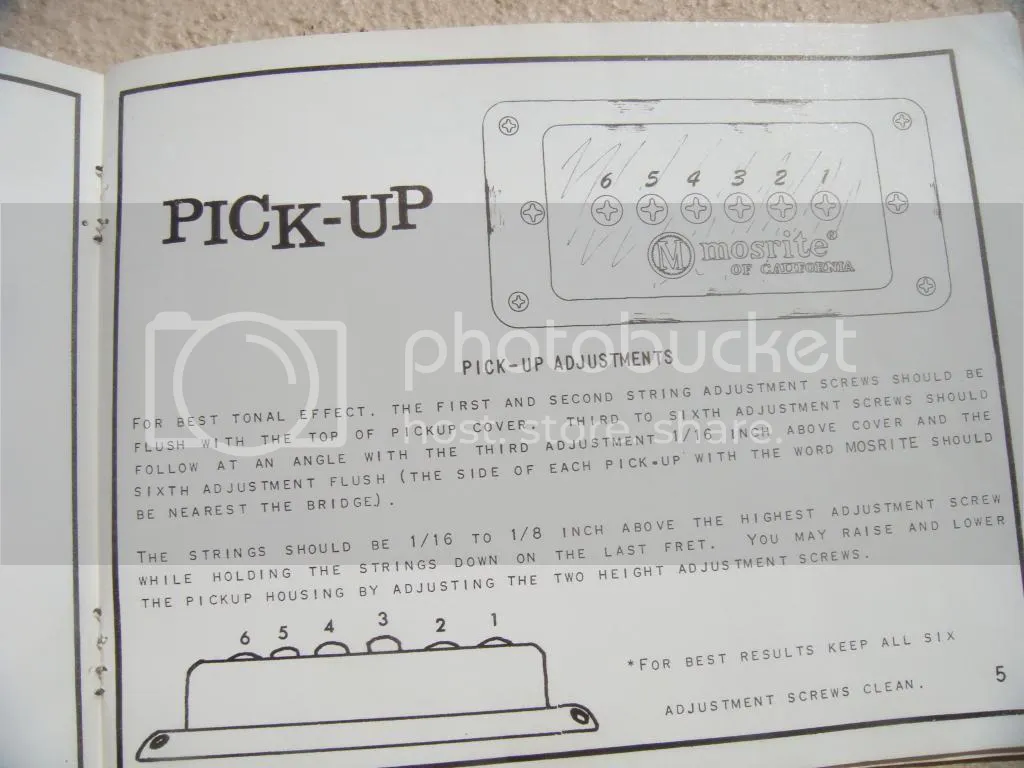 6 5 4 3 2 1
M mosrite®
OF CALIFORNIA
PICK-UP
photobucket
host. store. share.
PICK-UP ADJUSTMENTS
FOR BEST TONAL EFFECT. THE FIRST AND SECOND STRING ADJUSTMENT SCREWS SHOULD BE
FLUSH WITH THE TOP OF PICKUP COVER. THIRD TO SIXTH ADJUSTMENT SCREWS SHOULD
FOLLOW AT AN ANGLE WITH THE THIRD ADJUSTMENT 1/16 INCH ABOVE COVER AND THE
SIXTH ADJUSTMENT FLUSH (THE SIDE OF EACH PICK-UP WITH THE WORD MOSRITE SHOULD
BE NEAREST THE BRIDGE.).
THE STRINGS SHOULD BE 1/16 TO 1/8 INCH ABOVE THE HIGHEST ADJUSTMENT SCREW
WHILE HOLDING THE STRINGS DOWN ON THE LAST FRET. YOU MAY RAISE AND LOWER
THE PICKUP HOUSING BY ADJUSTING THE TWO HEIGHT ADJUSTMENT SCREWS.
6 5 4 3 2 1
*FOR BEST RESULTS KEEP ALL SIX
ADJUSTMENT SCREWS CLEAN.
5